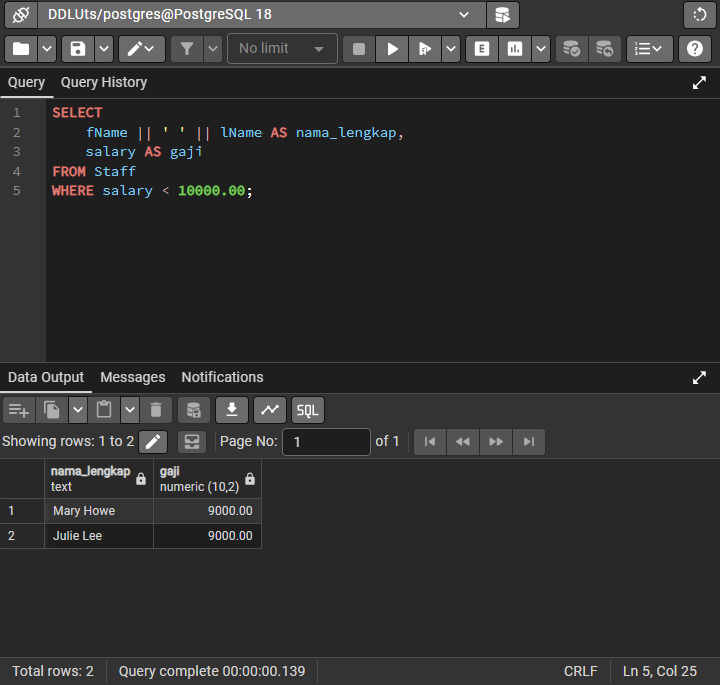 DDLUts/postgres@PostgreSQL 18
No limit
E
Query Query History
1 SELECT
2 fName || ' ' || lName AS nama_lengkap,
3 salary AS gaji
4 FROM Staff
5 WHERE salary < 10000.00;
Data Output Messages Notifications
SQL
Showing rows: 1 to 2 Page No: 1 of 1
nama_lengkap gaji
text numeric (10,2)
1 Mary Howe 9000.00
2 Julie Lee 9000.00
Total rows: 2 Query complete 00:00:00.139 CRLF Ln 5, Col 25